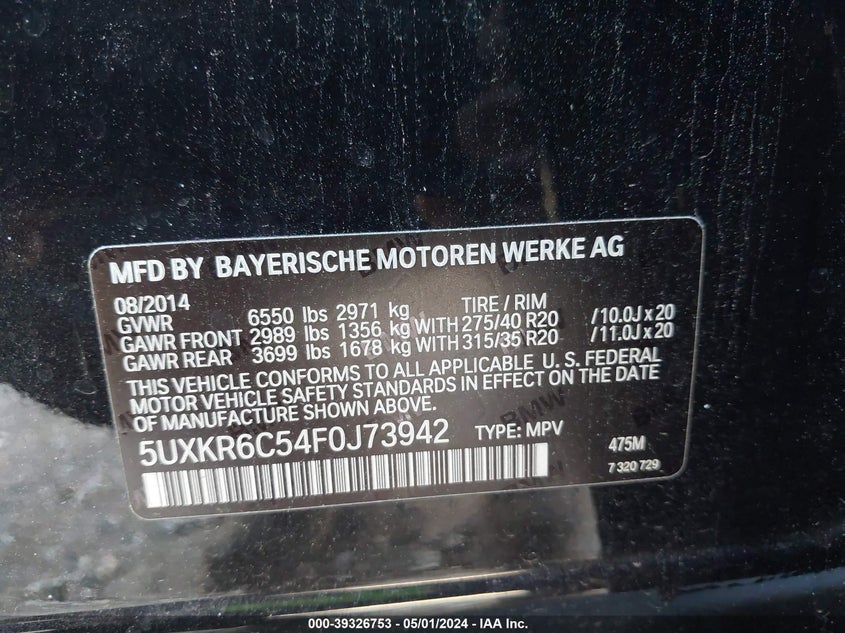 MFD BY BAYERISCHE MOTOREN WERKE AG
08/2014
GVWR 6550 lbs 2971 kg TIRE / RIM
GAWR FRONT 2989 lbs 1356 kg WITH 275/40 R20 /10.0J x 20
GAWR REAR 3699 lbs 1678 kg WITH 315/35 R20 /11.0J x 20
THIS VEHICLE CONFORMS TO ALL APPLICABLE U. S. FEDERAL
MOTOR VEHICLE SAFETY STANDARDS IN EFFECT ON THE DATE
OF MANUFACTURE SHOWN ABOVE.
5UXKR6C54F0J73942 TYPE: MPV 475M
7 320 729
000-39326753 - 05/01/2024 - IAA Inc.